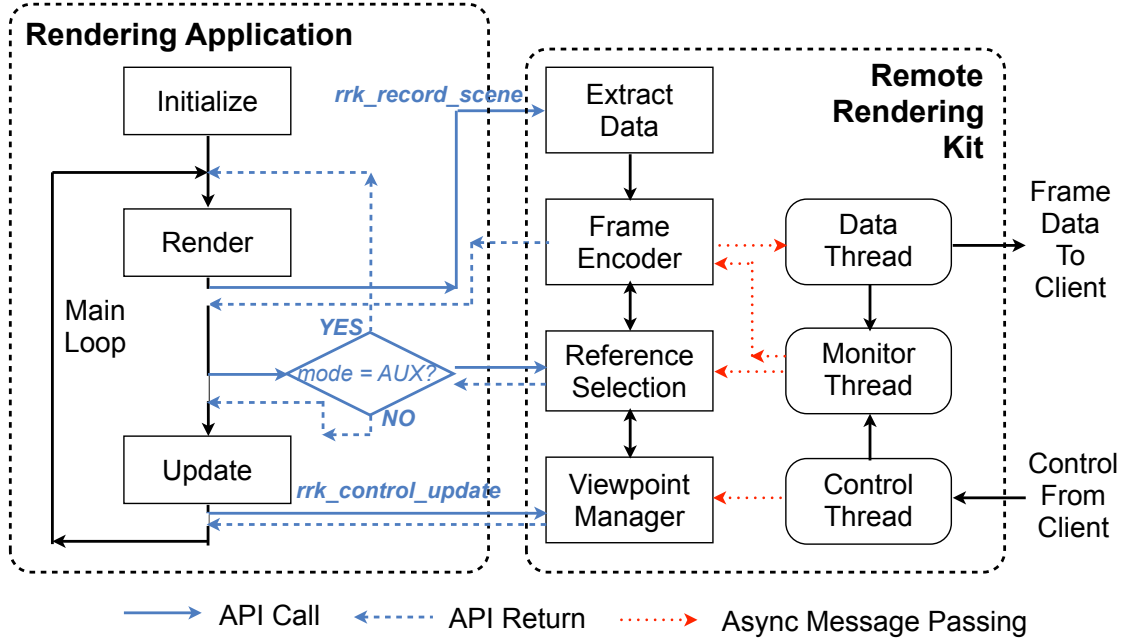 Rendering Application
Initialize
Render
Main
Loop
YES
mode = AUX?
NO
Update
rrk_record_scene
rrk_control_update
Remote
Rendering
Kit
Extract
Data
Frame
Encoder
Reference
Selection
Viewpoint
Manager
Data
Thread
Monitor
Thread
Control
Thread
Frame
Data
To
Client
Control
From
Client
API Call
API Return
Async Message Passing